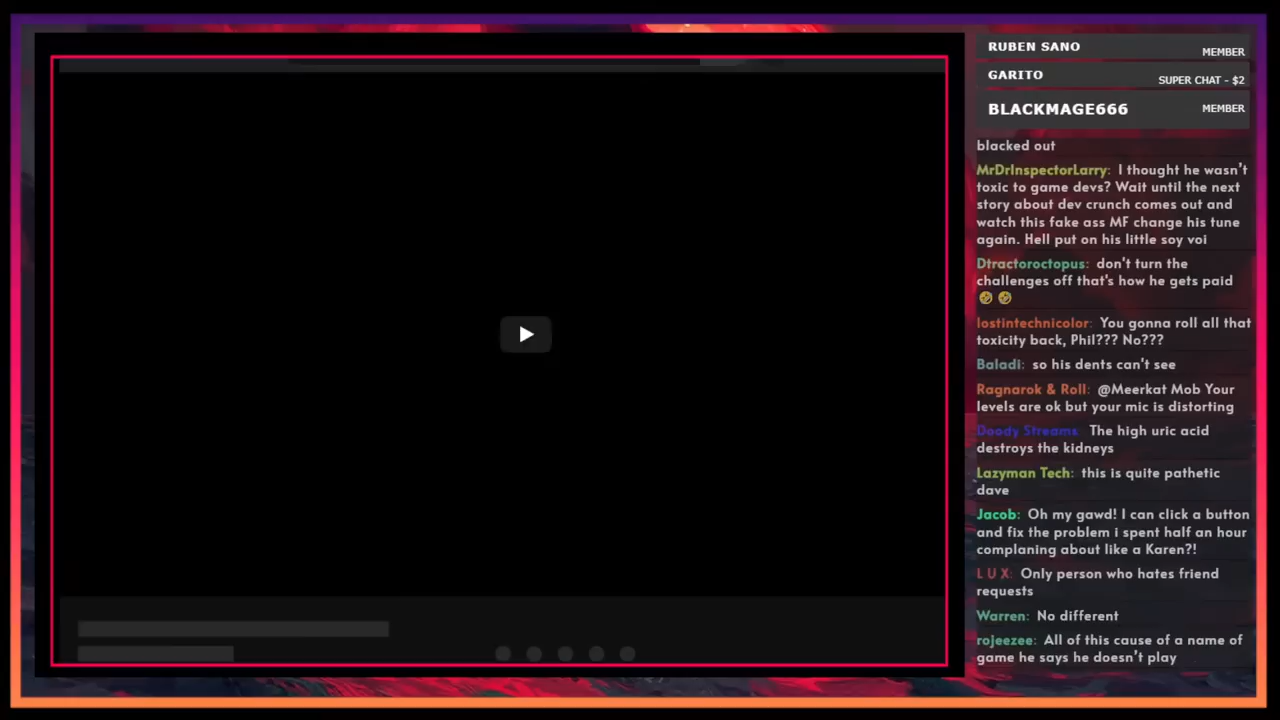 RUBEN SANO MEMBER
GARITO SUPER CHAT - $2
BLACKMAGE666 MEMBER
blacked out
MrDrInspectorLarry: I thought he wasn't
toxic to game devs? Wait until the next
story about dev crunch comes out and
watch this fake ass MF change his tune
again. Hell put on his little soy voi
Dtractoroctopus: don't turn the
challenges off that's how he gets paid
🤣 🤣
lostintechnicolor: You gonna roll all that
toxicity back, Phil??? No???
Baladi: so his dents can't see
Ragnarok & Roll: @Meerkat Mob Your
levels are ok but your mic is distorting
Doody Streams: The high uric acid
destroys the kidneys
Lazyman Tech: this is quite pathetic
dave
Jacob: Oh my gawd! I can click a button
and fix the problem i spent half an hour
complaning about like a Karen?!
L U X: Only person who hates friend
requests
Warren: No different
rojeezee: All of this cause of a name of
game he says he doesn't play